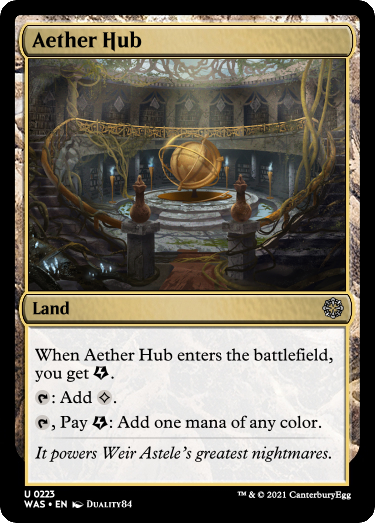 Aether Hub
Land
When Aether Hub enters the battlefield,
you get .
: Add .
, Pay : Add one mana of any color.
It powers Weir Astele's greatest nightmares.
U 0223
WAS • EN DUALITY84
™ & © 2021 CanterburyEgg